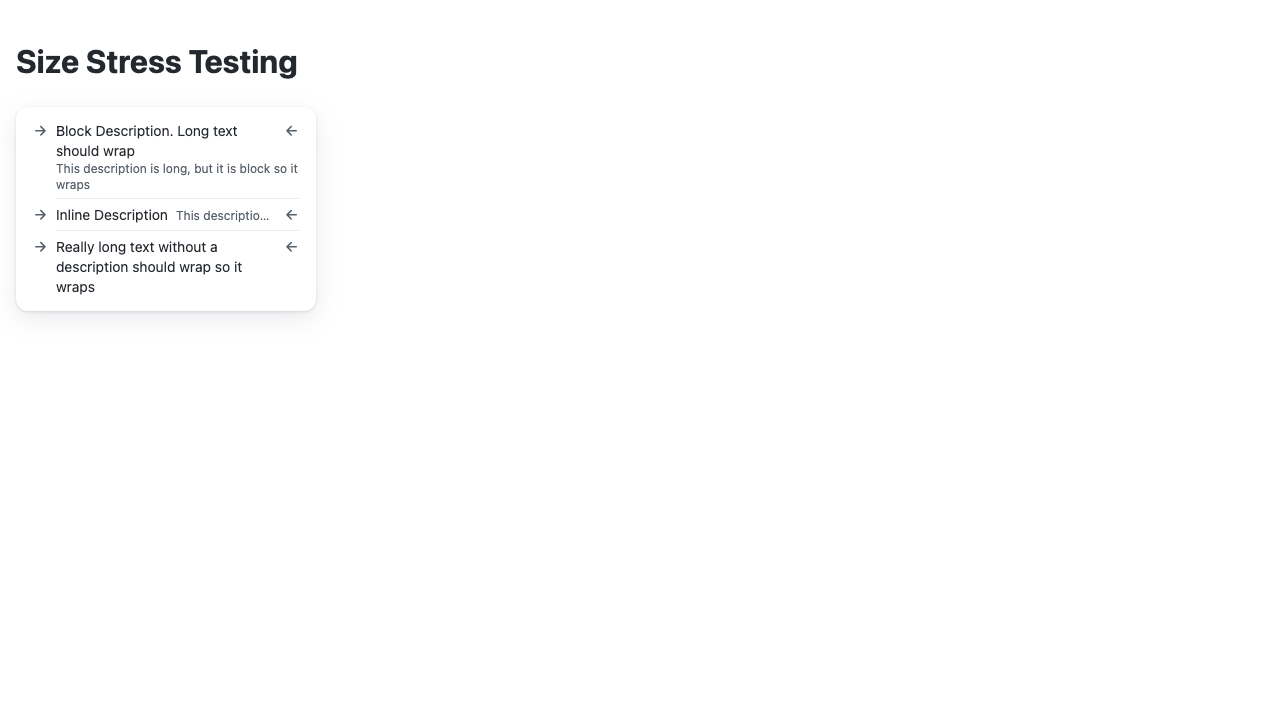 Size Stress Testing
Block Description. Long text
should wrap
This description is long, but it is block so it
wraps
Inline Description This descriptio...
Really long text without a
description should wrap so it
wraps